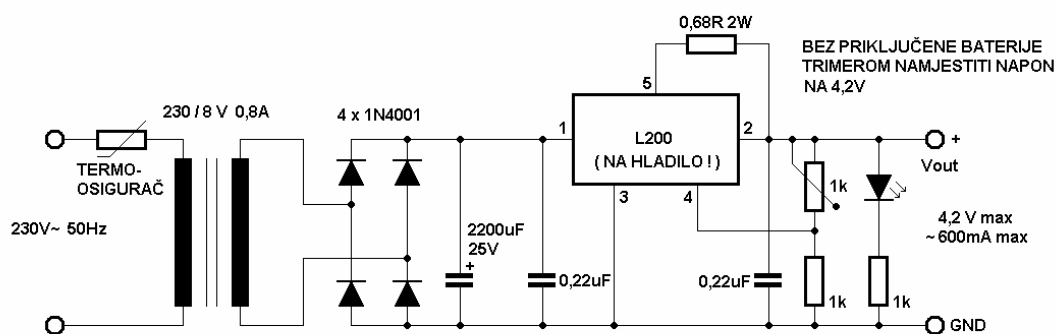 0,68R 2W
BEZ PRIKLJUČENE BATERIJE
TRIMEROM NAMJESTITI NAPON
NA 4,2V
5
230 / 8 V 0,8A
4 x 1N4001
1
L200
( NA HLADILO ! )
2
+
Vout
TERMO-
OSIGURAČ
3
4
1k
230V~ 50Hz
2200uF
25V
+
4,2 V max
~ 600mA max
0,22uF
0,22uF
1k
1k
GND